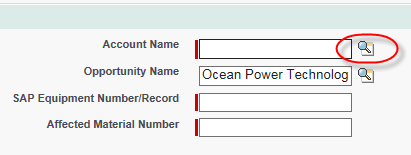 Account Name
Opportunity Name Ocean Power Technolog
SAP Equipment Number/Record
Affected Material Number